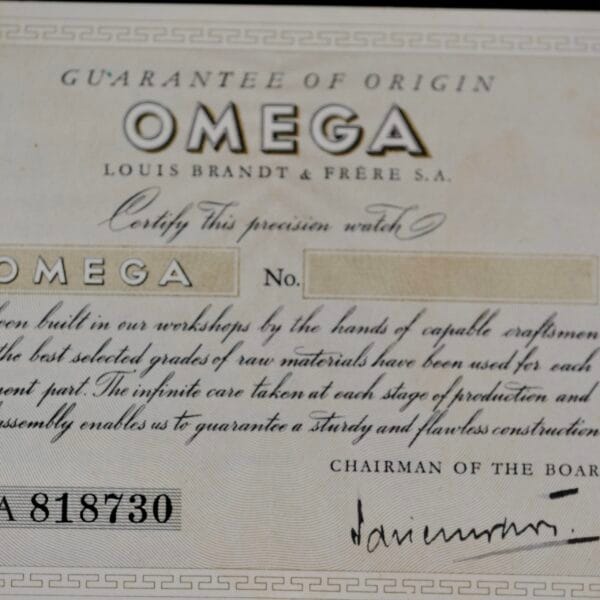 GUARANTEE OF ORIGIN
OMEGA
LOUIS BRANDT & FRÈRE S.A.
Certify this precision watch
OMEGA No.
een built in our workshops by the hands of capable craftsmen
the best selected grades of raw materials have been used for each
nent part. The infinite care taken at each stage of production and
assembly enables us to guarantee a sturdy and flawless construction
CHAIRMAN OF THE BOAR
A 818730